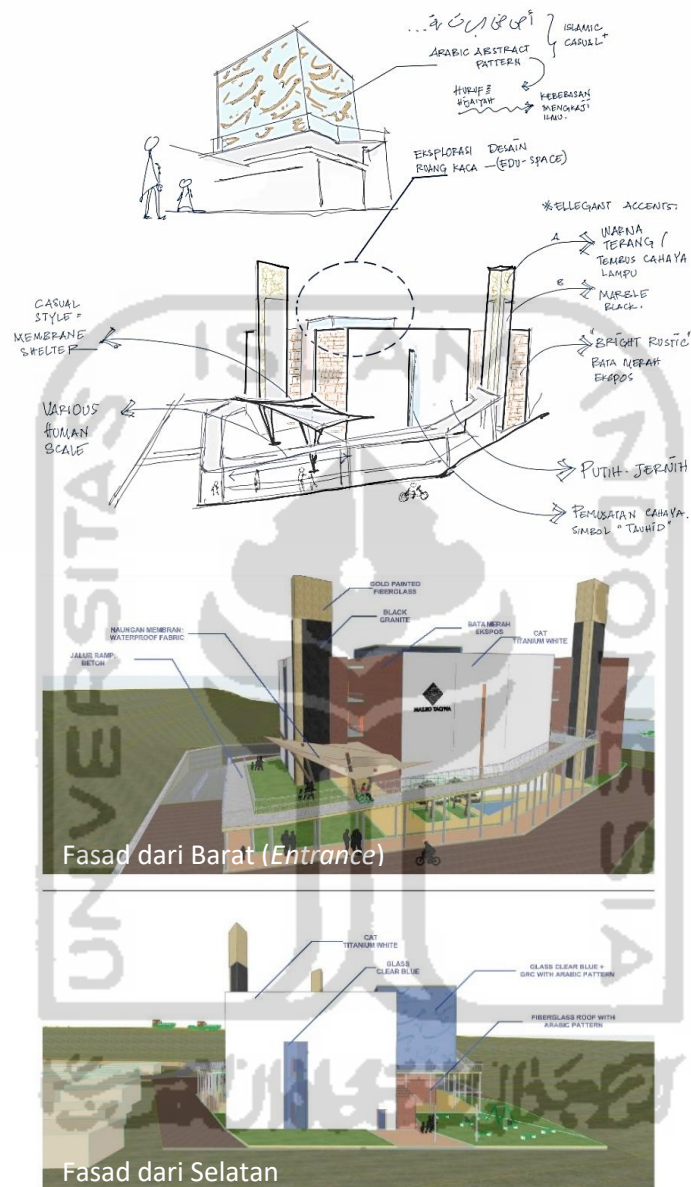 ISLAMIC
CASUAL+
ARABIC ABSTRACT
PATTERN
HURUF²
HIJAIYAH
KEBEBASAN
MENGKAJI
ILMU.
EKSPLORASI DESAIN
RUANG KACA —(EDU-SPACE)
*ELLEGANT ACCENTS:
A
WARNA
TERANG /
TEMBUS CAHAYA
LAMPU
B
MARBLE
BLACK.
CASUAL
STYLE =
MEMBRANE
SHELTER
"BRIGHT RUSTIC"
BATA MERAH
EKSPOS
VARIOUS
HUMAN
SCALE
PUTIH - JERNIH
PEMUSATAN CAHAYA.
SIMBOL "TAUHID"
GOLD PAINTED
FIBERGLASS
BLACK
GRANITE
NAUNGAN MEMBRAN:
WATERPROOF FABRIC
BATA MERAH
EKSPOS
CAT
TITANIUM WHITE
JALUR RAMP:
BETON
MASJID TAQWA
Fasad dari Barat (Entrance)
CAT
TITANIUM WHITE
GLASS
CLEAR BLUE
GLASS CLEAR BLUE +
GRC WITH ARABIC PATTERN
FIBERGLASS ROOF WITH
ARABIC PATTERN
Fasad dari Selatan
UNIVERSITAS
ISLAM
INDONESIA